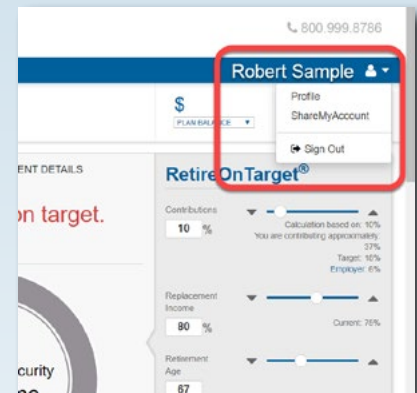 800.999.8786
Robert Sample
$
PLAN BALANCE
Profile
ShareMyAccount
Sign Out
ENT DETAILS
on target.
RetireOnTarget®
Contributions
10 %
Calculation based on: 10%
You are contributing approximately:
37%
Target: 16%
Employer: 6%
Replacement
Income
80 %
Current: 76%
Retirement
Age
67
curity